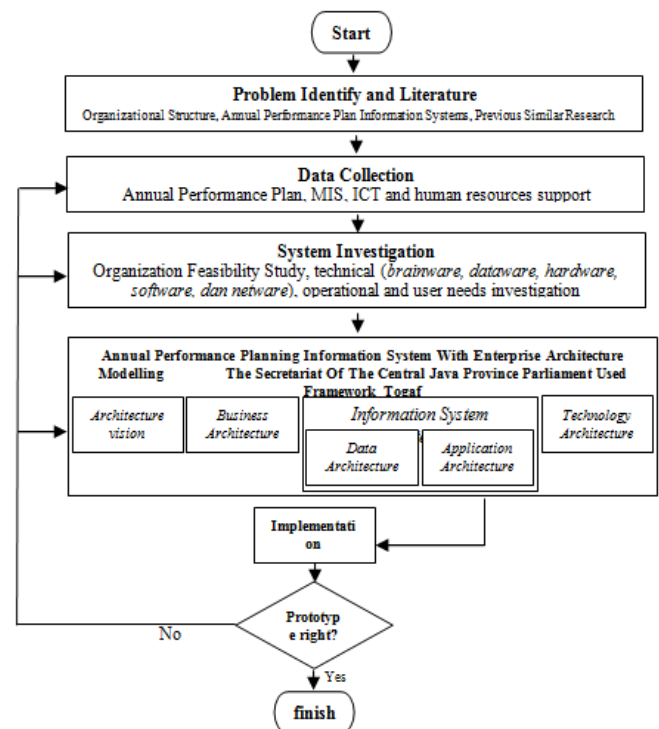 Start
Problem Identify and Literature
Organizational Structure, Annual Performance Plan Information Systems, Previous Similar Research
Data Collection
Annual Performance Plan, MIS, ICT and human resources support
System Investigation
Organization Feasibility Study, technical (brainware, dataware, hardware,
software, dan netware), operational and user needs investigation
Annual Performance Planning Information System With Enterprise Architecture
Modelling The Secretariat Of The Central Java Province Parliament Used
Framework Togaf
Architecture
vision
Business
Architecture
Information System
Data
Architecture
Application
Architecture
Technology
Architecture
Implementati
on
Prototyp
e right?
No
Yes
finish